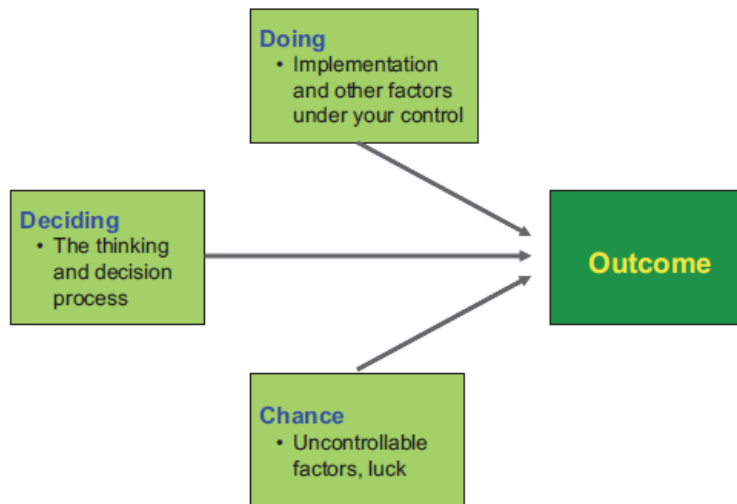 Doing
• Implementation
and other factors
under your control
Deciding
• The thinking
and decision
process
Outcome
Chance
• Uncontrollable
factors, luck